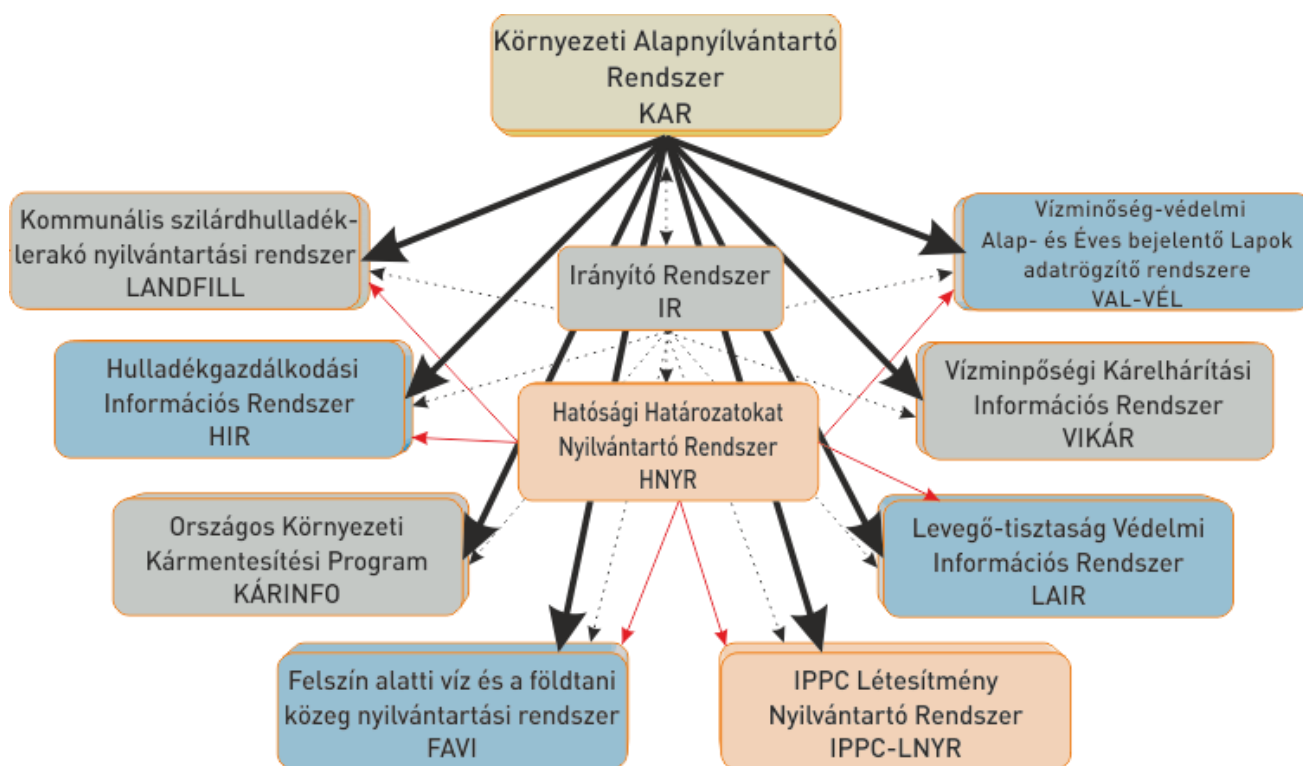 Környezeti Alapnyílvántartó
Rendszer
KAR
Kommunális szilárdhulladék-
lerakó nyilvántartási rendszer
LANDFILL
Irányító Rendszer
IR
Vízminőség-védelmi
Alap- és Éves bejelentő Lapok
adatrögzítő rendszere
VAL-VÉL
Hulladékgazdálkodási
Információs Rendszer
HIR
Hatósági Határozatokat
Nyilvántartó Rendszer
HNYR
Vízminpőségi Kárelhárítási
Információs Rendszer
VIKÁR
Országos Környezeti
Kármentesítési Program
KÁRINFO
Levegő-tisztaság Védelmi
Információs Rendszer
LAIR
Felszín alatti víz és a földtani
közeg nyilvántartási rendszer
FAVI
IPPC Létesítmény
Nyilvántartó Rendszer
IPPC-LNYR